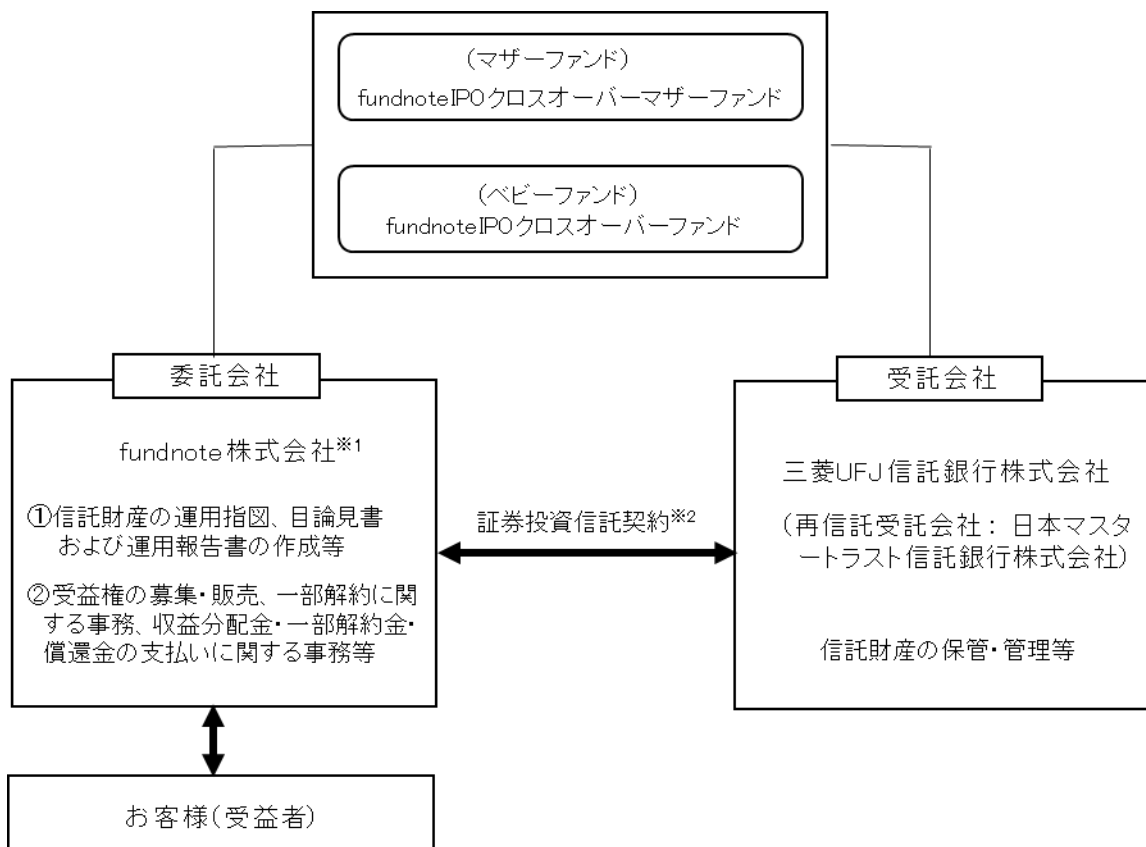 (マザーファンド)
fundnoteIPOクロスオーバーマザーファンド
(ベビーファンド)
fundnoteIPOクロスオーバーファンド
委託会社
fundnote株式会社※1
①信託財産の運用指図、目論見書
および運用報告書の作成等
②受益権の募集・販売、一部解約に関
する事務、収益分配金・一部解約金・
償還金の支払いに関する事務等
証券投資信託契約※2
受託会社
三菱UFJ信託銀行株式会社
(再信託受託会社: 日本マスタ
ートラスト信託銀行株式会社)
信託財産の保管・管理等
お客様(受益者)